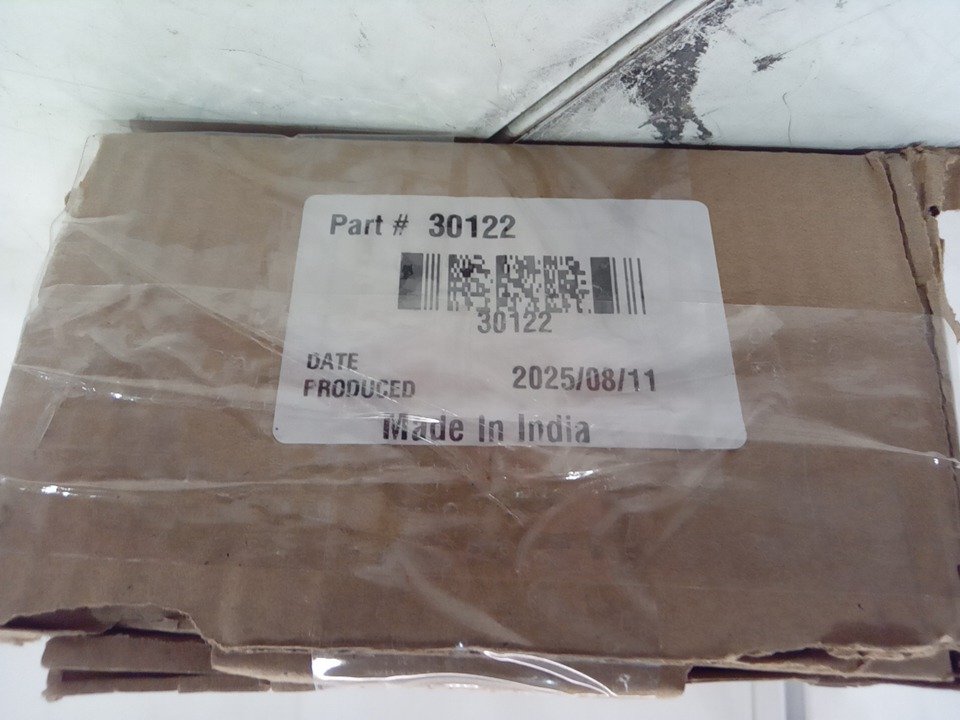 Part # 30122
30122
DATE
PRODUCED 2025/08/11
Made In India